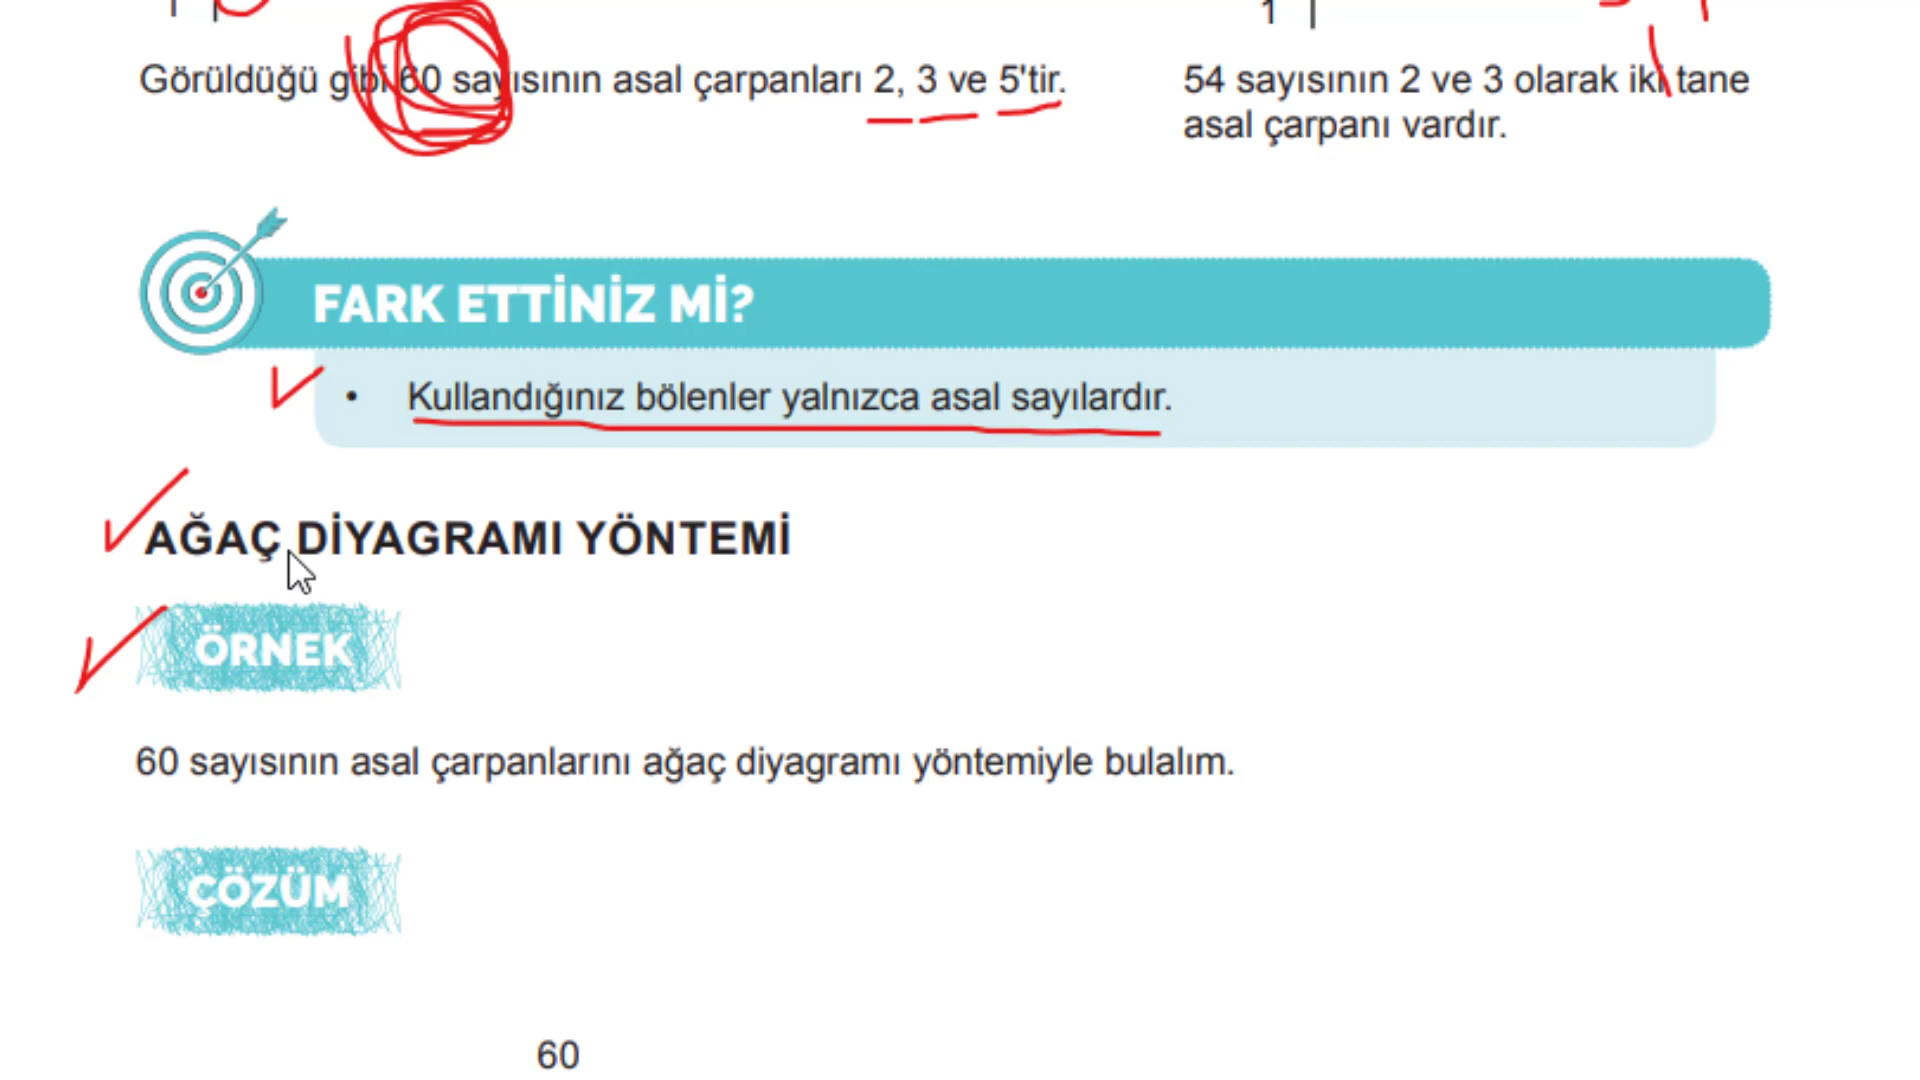 1
1
Görüldüğü gibi 60 sayısının asal çarpanları 2, 3 ve 5'tir.
54 sayısının 2 ve 3 olarak iki tane
asal çarpanı vardır.
FARK ETTİNİZ Mİ?
• Kullandığınız bölenler yalnızca asal sayılardır.
AĞAÇ DİYAGRAMI YÖNTEMİ
ÖRNEK
60 sayısının asal çarpanlarını ağaç diyagramı yöntemiyle bulalım.
ÇÖZÜM
60